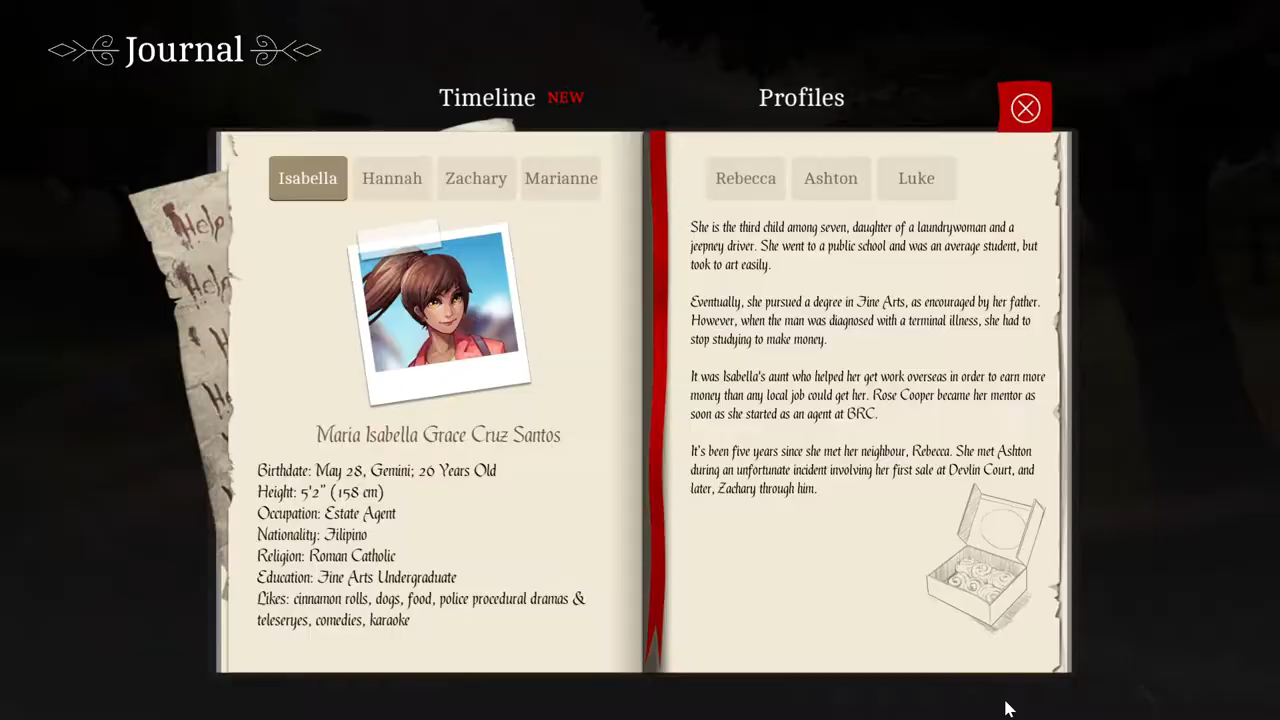 Journal
Timeline NEW
Profiles
Isabella Hannah Zachary Marianne
Rebecca Ashton Luke
Help
Help
H
He
Maria Isabella Grace Cruz Santos
Birthdate: May 28, Gemini; 26 Years Old
Height: 5'2" (158 cm)
Occupation: Estate Agent
Nationality: Filipino
Religion: Roman Catholic
Education: Fine Arts Undergraduate
Likes: cinnamon rolls, dogs, food, police procedural dramas &
teleseryes, comedies, karaoke
She is the third child among seven, daughter of a laundrywoman and a
jeepney driver. She went to a public school and was an average student, but
took to art easily.
Eventually, she pursued a degree in Fine Arts, as encouraged by her father.
However, when the man was diagnosed with a terminal illness, she had to
stop studying to make money.
It was Isabella's aunt who helped her get work overseas in order to earn more
money than any local job could get her. Rose Cooper became her mentor as
soon as she started as an agent at BRC.
It's been five years since she met her neighbour, Rebecca. She met Ashton
during an unfortunate incident involving her first sale at Devlin Court, and
later, Zachary through him.